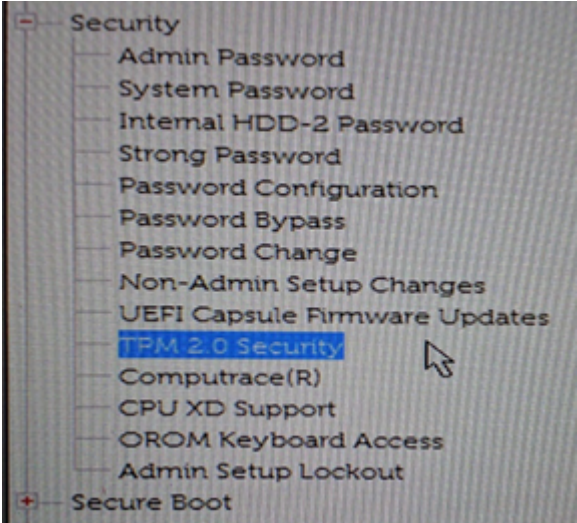 Security
Admin Password
System Password
Internal HDD-2 Password
Strong Password
Password Configuration
Password Bypass
Password Change
Non-Admin Setup Changes
UEFI Capsule Firmware Updates
TPM 2.0 Security
Computrace(R)
CPU XD Support
OROM Keyboard Access
Admin Setup Lockout
Secure Boot